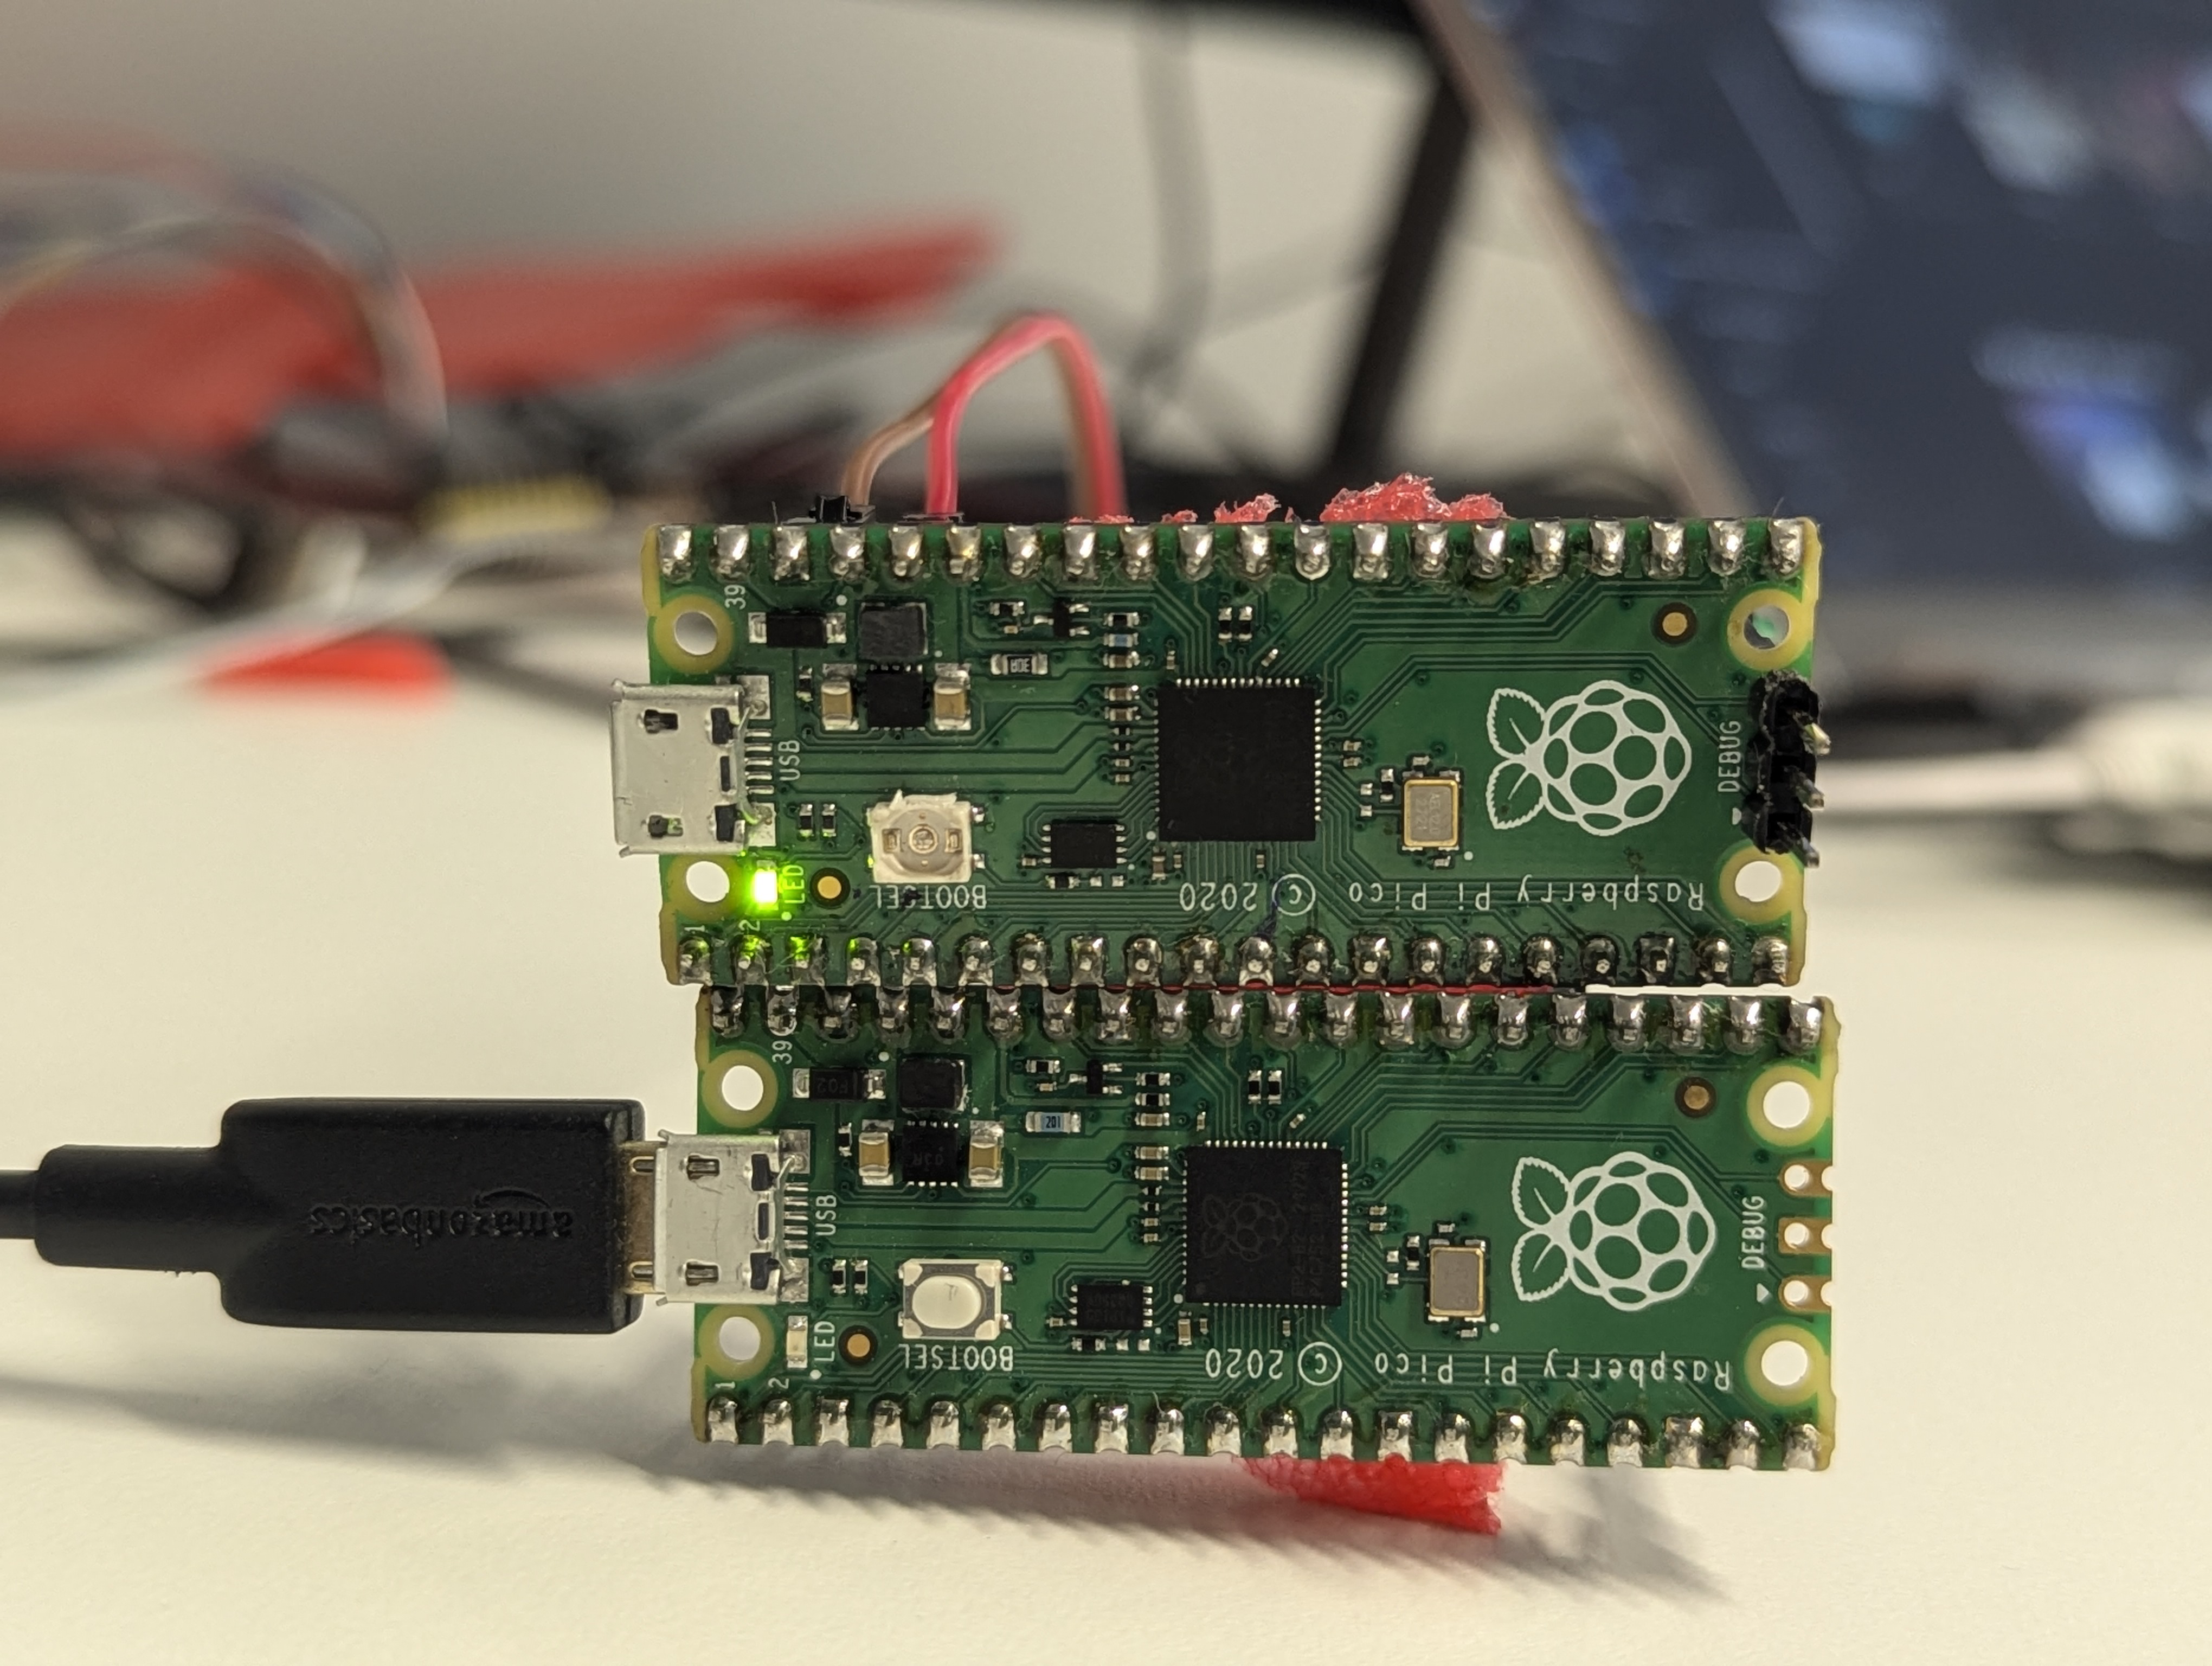 39
USB
DEBUG
LED
BOOTSEL
Raspberry Pi Pico © 2020
1
2
39
201
USB
DEBUG
amazonbasics
LED
BOOTSEL
Raspberry Pi Pico © 2020
1
2